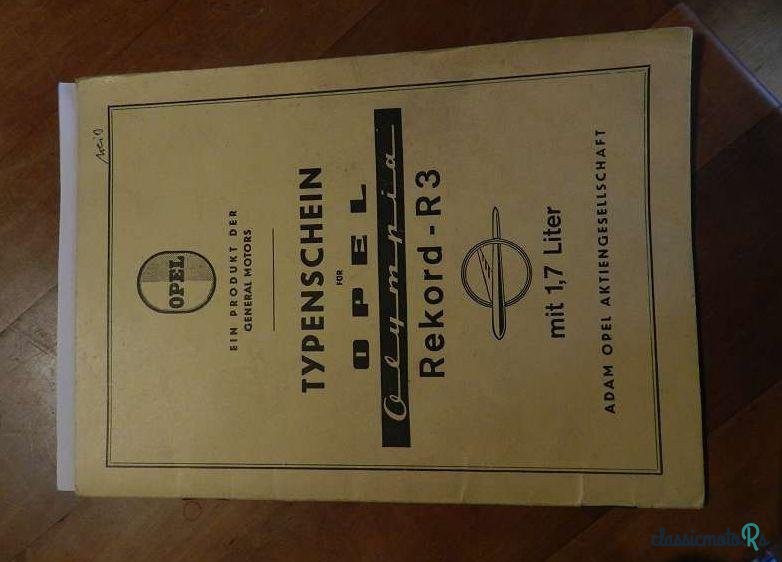 OPEL
EIN PRODUKT DER
GENERAL MOTORS
TYPENSCHEIN
FÜR
OPEL
Olympia
Rekord-R3
mit 1,7 Liter
ADAM OPEL AKTIENGESELLSCHAFT
classicmotoRs